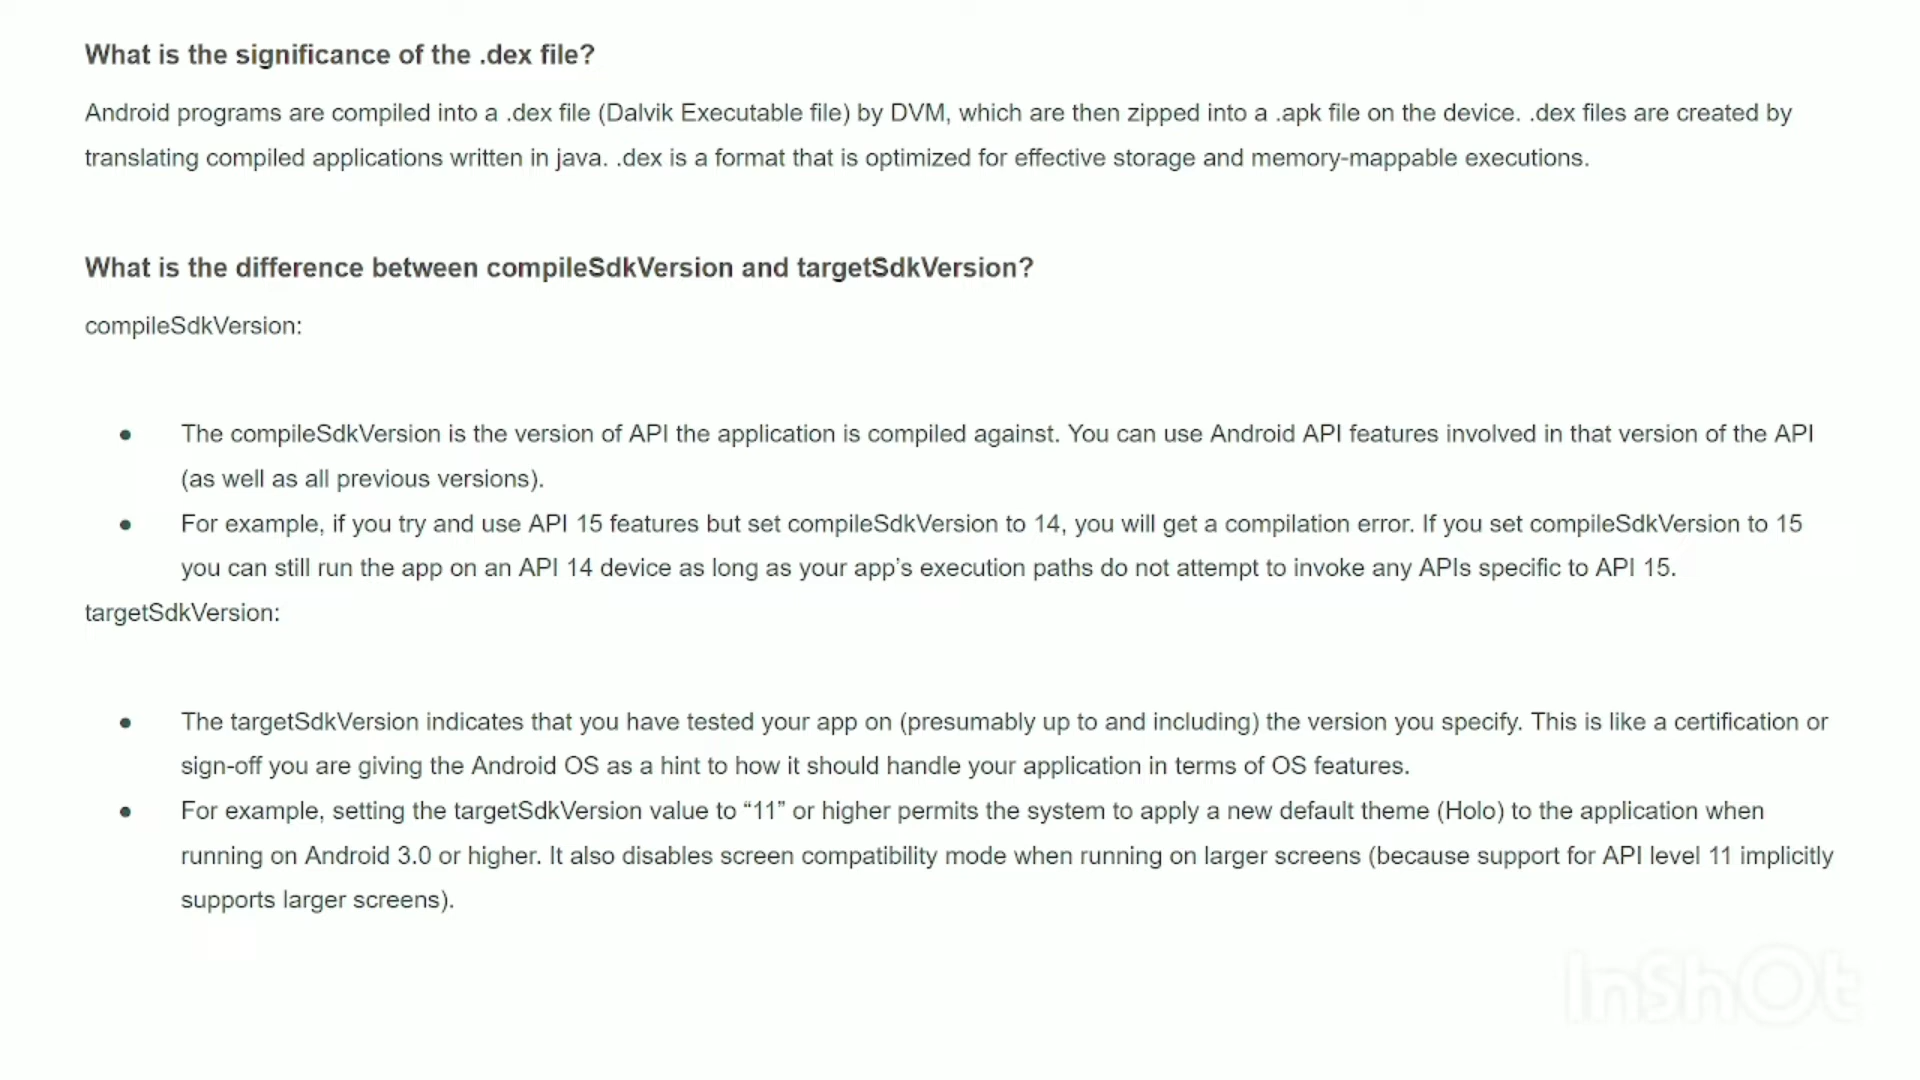 What is the significance of the .dex file?
Android programs are compiled into a .dex file (Dalvik Executable file) by DVM, which are then zipped into a .apk file on the device. .dex files are created by
translating compiled applications written in java. .dex is a format that is optimized for effective storage and memory-mappable executions.
What is the difference between compileSdkVersion and targetSdkVersion?
compileSdkVersion:
● The compileSdkVersion is the version of API the application is compiled against. You can use Android API features involved in that version of the API
(as well as all previous versions).
● For example, if you try and use API 15 features but set compileSdkVersion to 14, you will get a compilation error. If you set compileSdkVersion to 15
you can still run the app on an API 14 device as long as your app’s execution paths do not attempt to invoke any APIs specific to API 15.
targetSdkVersion:
● The targetSdkVersion indicates that you have tested your app on (presumably up to and including) the version you specify. This is like a certification or
sign-off you are giving the Android OS as a hint to how it should handle your application in terms of OS features.
● For example, setting the targetSdkVersion value to “11” or higher permits the system to apply a new default theme (Holo) to the application when
running on Android 3.0 or higher. It also disables screen compatibility mode when running on larger screens (because support for API level 11 implicitly
supports larger screens).
InShOt